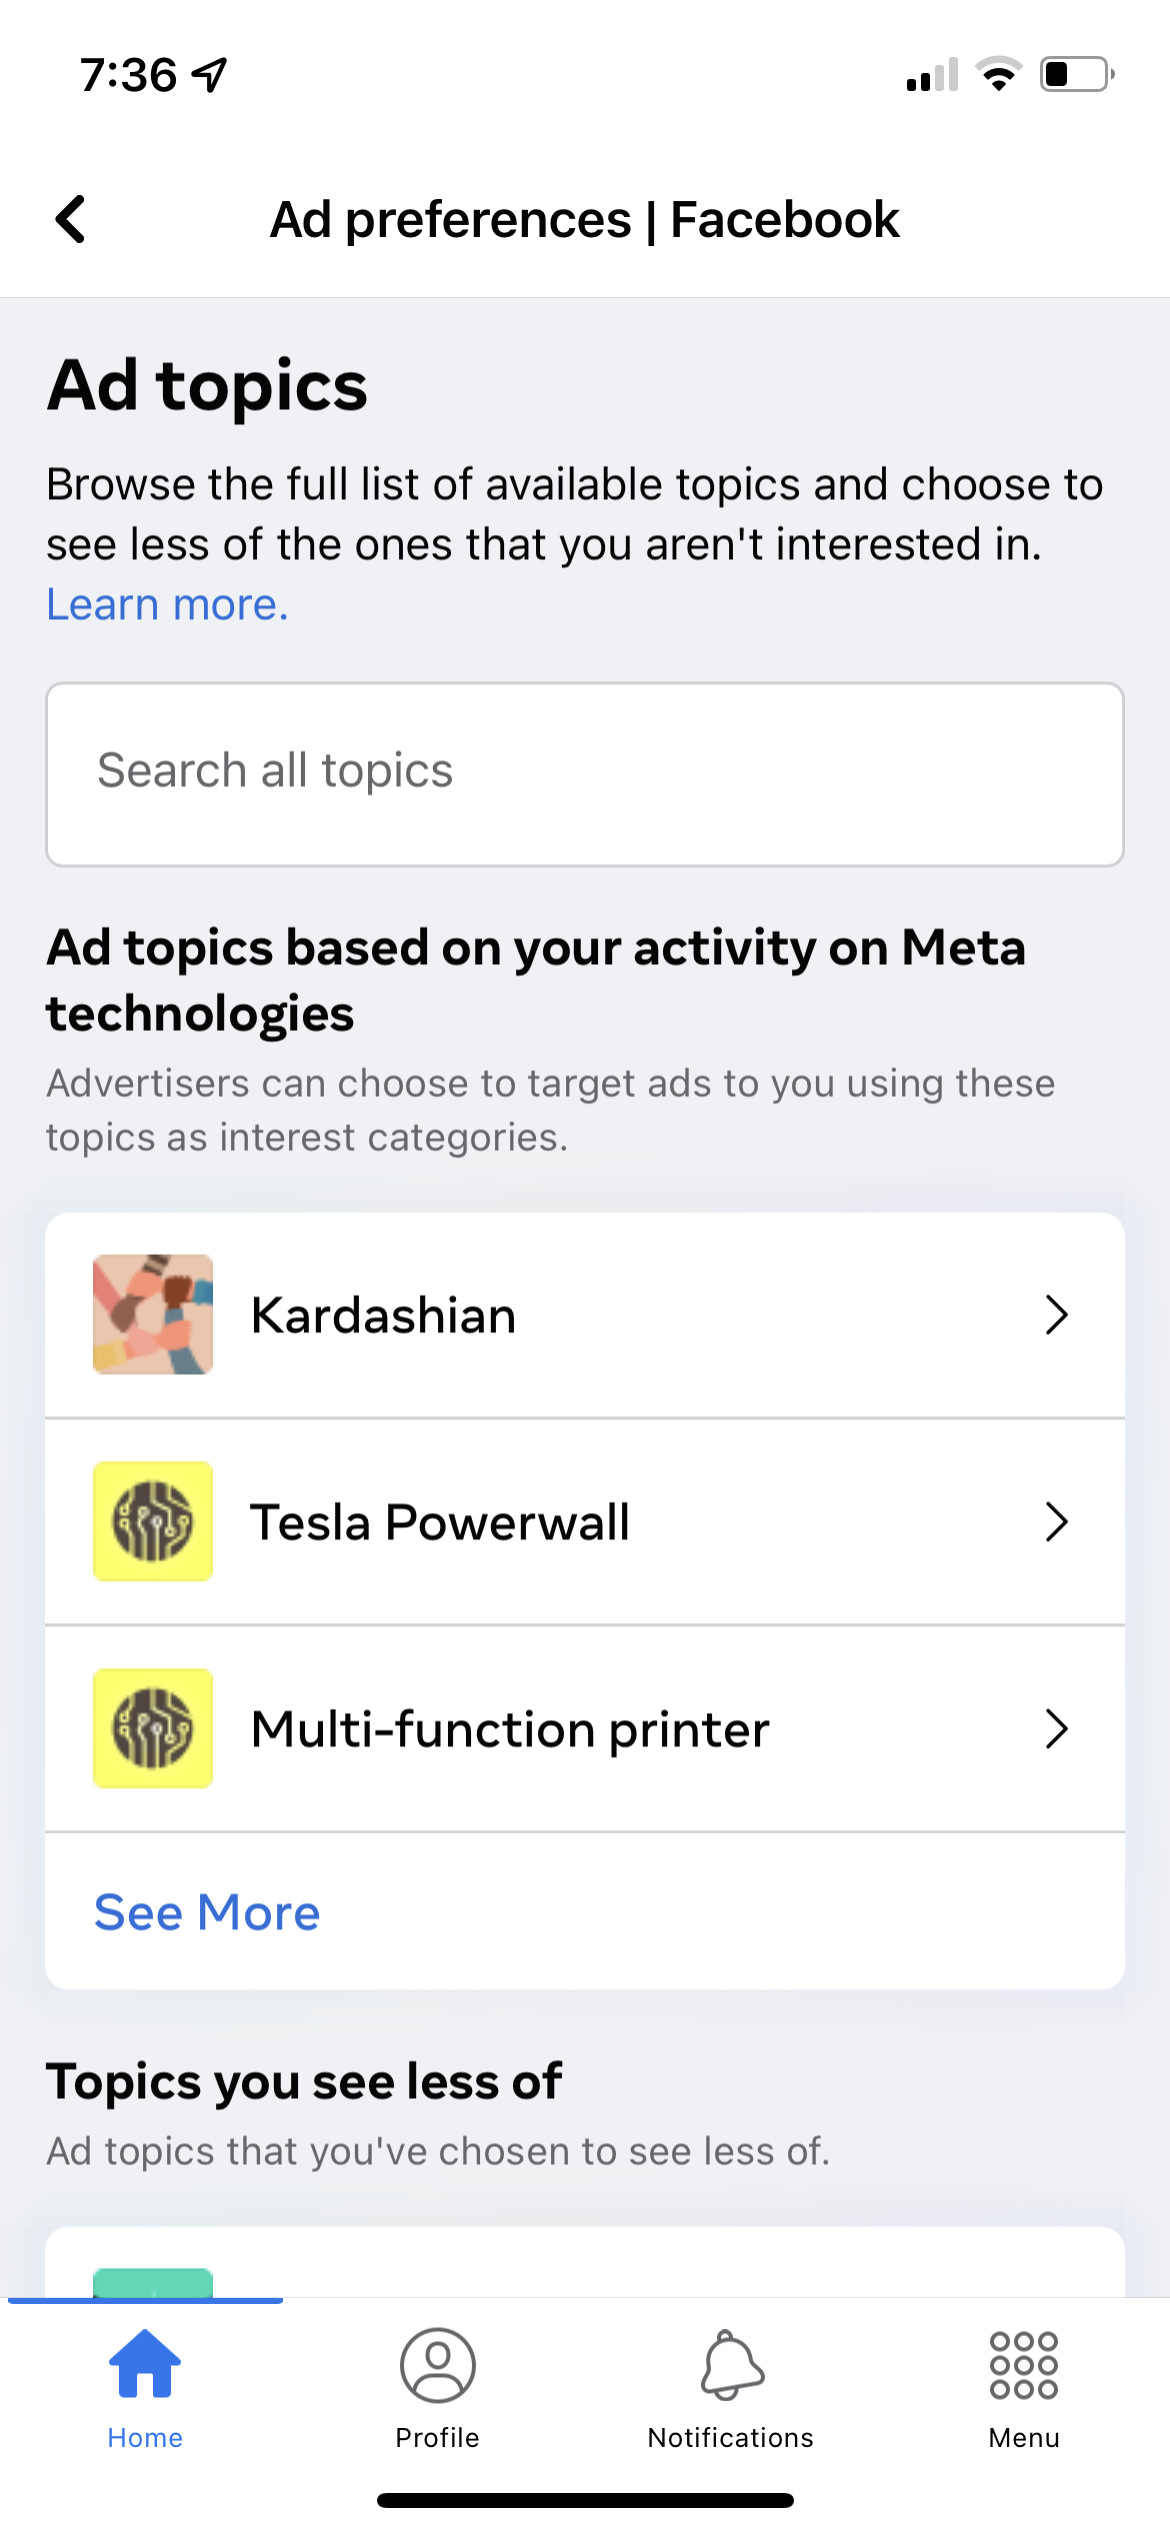 7:36
Ad preferences | Facebook
Ad topics
Browse the full list of available topics and choose to
see less of the ones that you aren't interested in.
Learn more.
Search all topics
Ad topics based on your activity on Meta
technologies
Advertisers can choose to target ads to you using these
topics as interest categories.
Kardashian
Tesla Powerwall
Multi-function printer
See More
Topics you see less of
Ad topics that you've chosen to see less of.
Home
Profile
Notifications
Menu